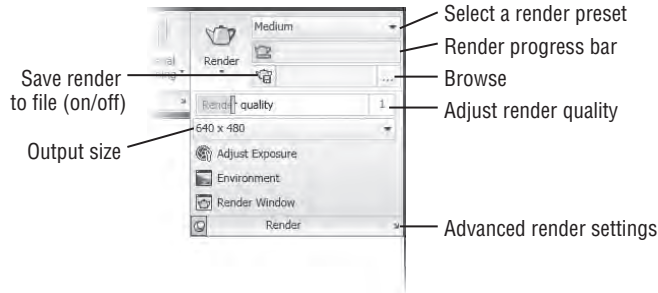 Select a render preset
Render progress bar
Browse
Adjust render quality
Advanced render settings
Save render
to file (on/off)
Output size
Medium
Render
...
Render quality 1
640 x 480
Adjust Exposure
Environment
Render Window
Render